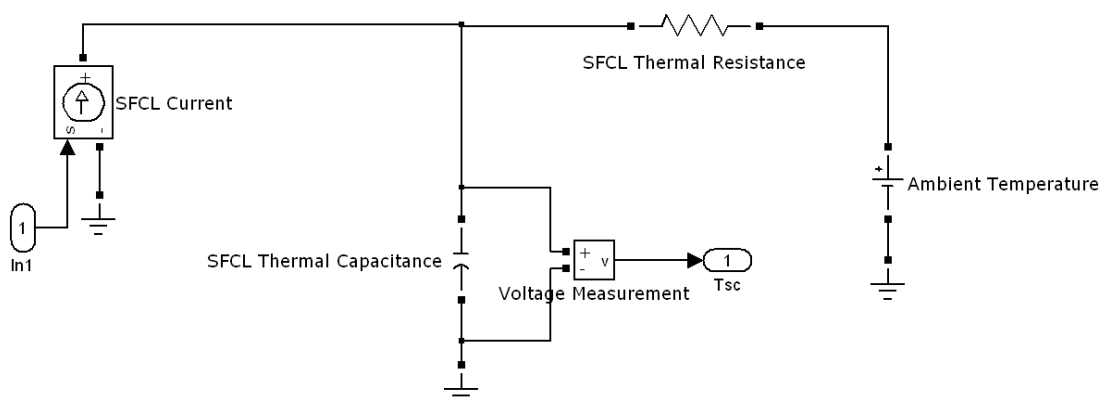 SFCL Thermal Resistance
+
SFCL Current
s
-
+
Ambient Temperature
1
In1
SFCL Thermal Capacitance
+
-
v
1
Voltage Measurement
Tsc